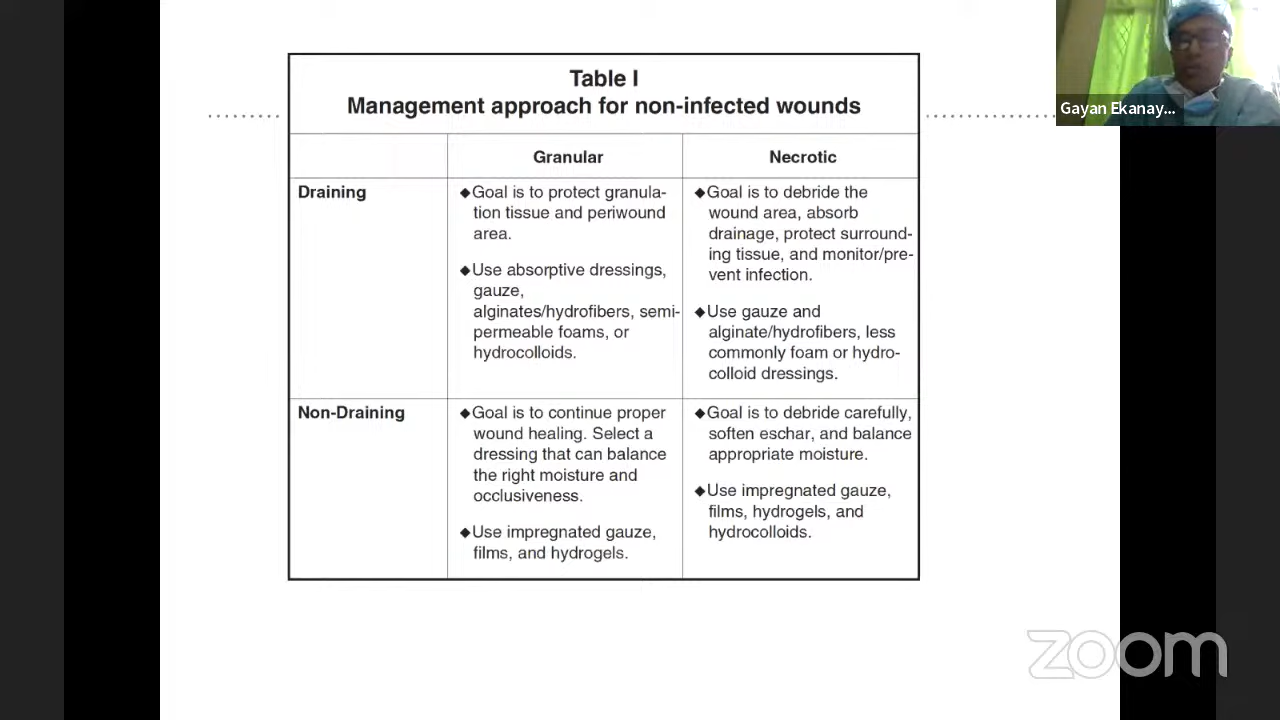 Table I
Management approach for non-infected wounds
Granular
Necrotic
Draining
◆Goal is to protect granula-
tion tissue and periwound
area.
◆Use absorptive dressings,
gauze,
alginates/hydrofibers, semi-
permeable foams, or
hydrocolloids.
◆Goal is to debride the
wound area, absorb
drainage, protect surround-
ing tissue, and monitor/pre-
vent infection.
◆Use gauze and
alginate/hydrofibers, less
commonly foam or hydro-
colloid dressings.
Non-Draining
◆Goal is to continue proper
wound healing. Select a
dressing that can balance
the right moisture and
occlusiveness.
◆Use impregnated gauze,
films, and hydrogels.
◆Goal is to debride carefully,
soften eschar, and balance
appropriate moisture.
◆Use impregnated gauze,
films, hydrogels, and
hydrocolloids.
Gayan Ekanay...
zoom